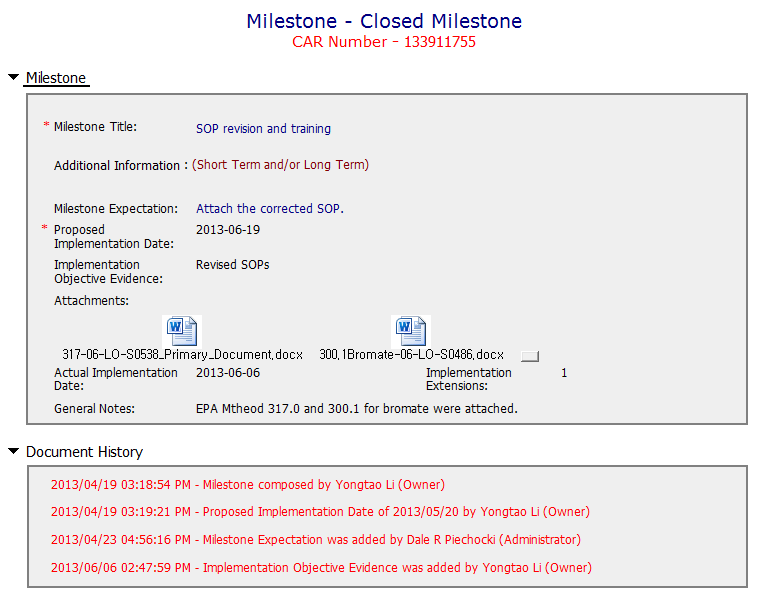 Milestone - Closed Milestone
CAR Number - 133911755
Milestone
* Milestone Title: SOP revision and training
Additional Information : (Short Term and/or Long Term)
Milestone Expectation: Attach the corrected SOP.
* Proposed 2013-06-19
Implementation Date:
Implementation Revised SOPs
Objective Evidence:
Attachments:
317-06-LO-S0538_Primary_Document.docx 300.1Bromate-06-LO-S0486.docx
Actual Implementation 2013-06-06 Implementation 1
Date: Extensions:
General Notes: EPA Mtheod 317.0 and 300.1 for bromate were attached.
Document History
2013/04/19 03:18:54 PM - Milestone composed by Yongtao Li (Owner)
2013/04/19 03:19:21 PM - Proposed Implementation Date of 2013/05/20 by Yongtao Li (Owner)
2013/04/23 04:56:16 PM - Milestone Expectation was added by Dale R Piechocki (Administrator)
2013/06/06 02:47:59 PM - Implementation Objective Evidence was added by Yongtao Li (Owner)